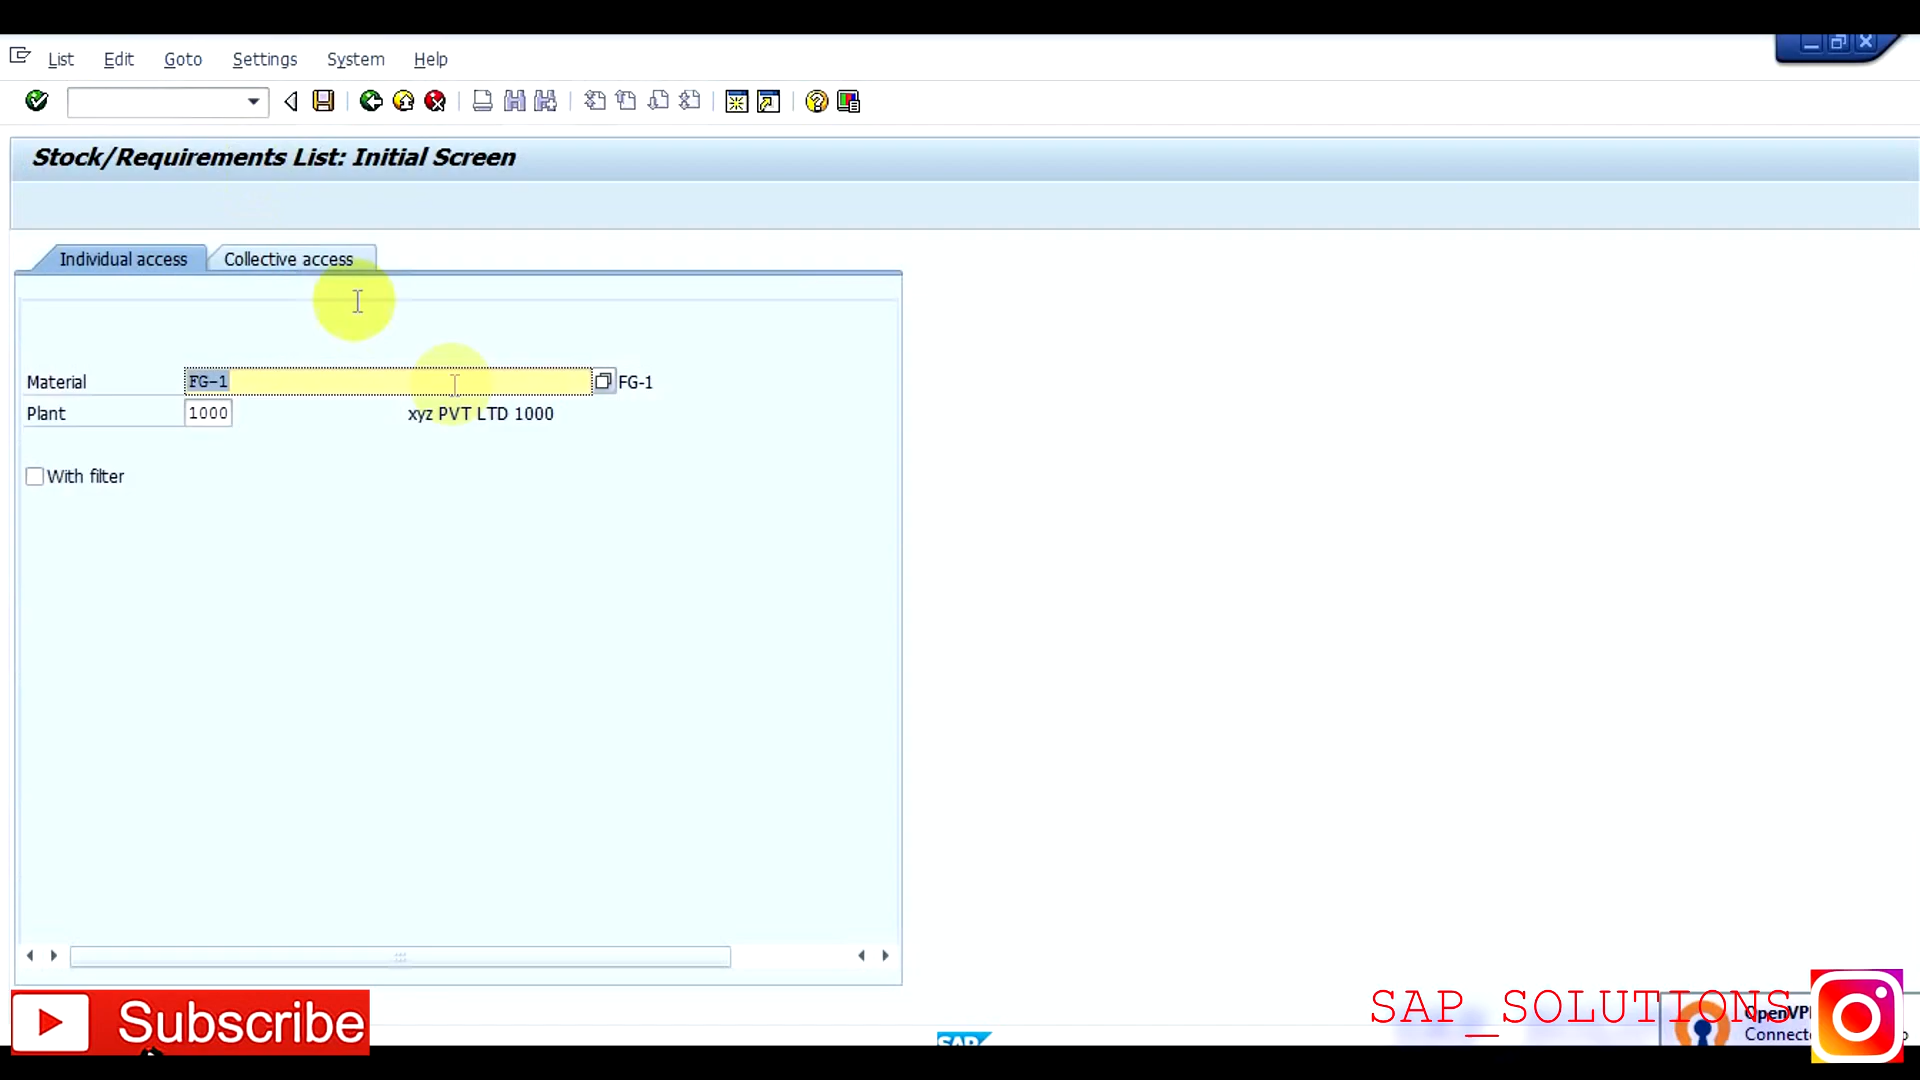 List Edit Goto Settings System Help
Stock/Requirements List: Initial Screen
Individual access Collective access
Material FG-1 FG-1
Plant 1000 xyz PVT LTD 1000
With filter
Subscribe
SAP
SAP_SOLUTIONS